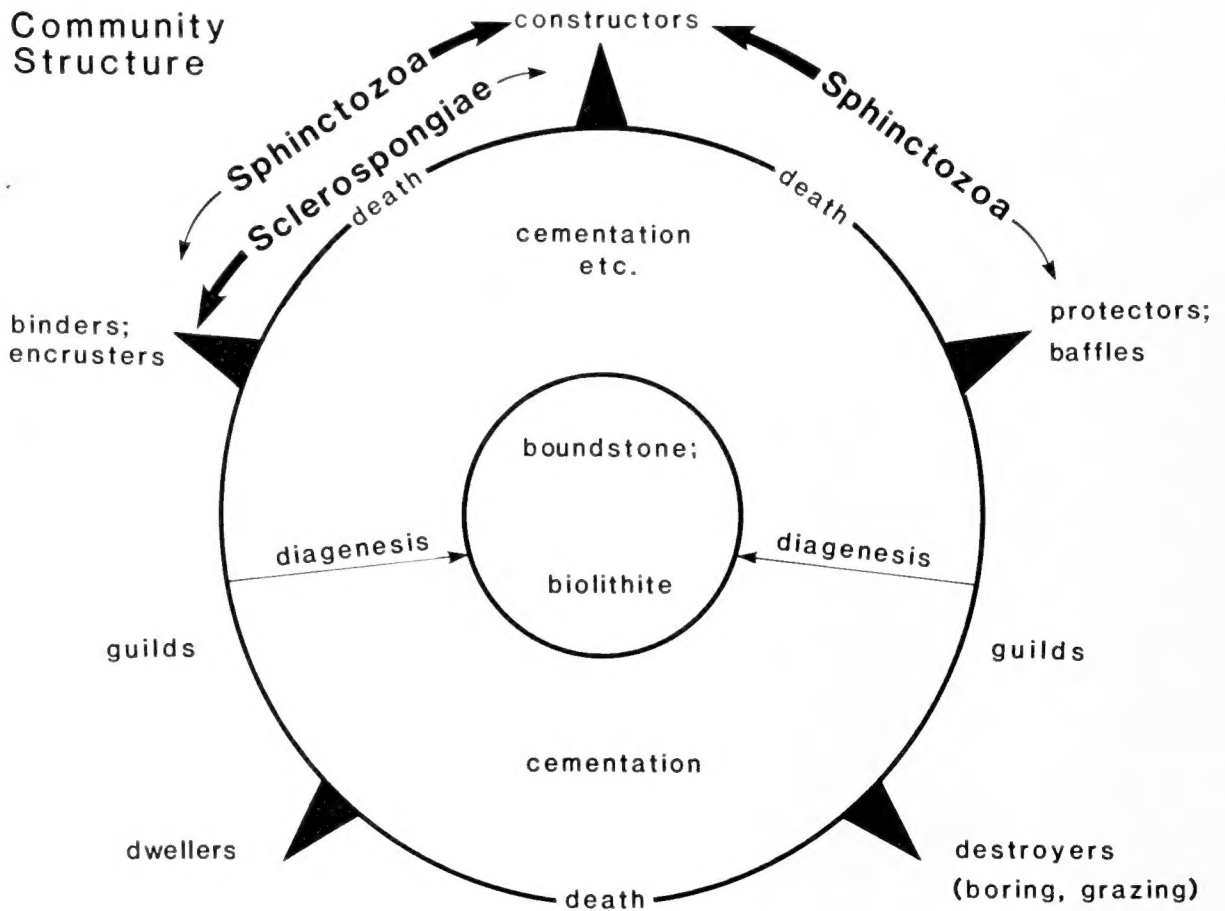 Community
Structure
constructors
Sphinctozoa
Sclerospongiae
Sphinctozoa
death
death
cementation
etc.
binders;
encrusters
protectors;
baffles
boundstone;
diagenesis
diagenesis
biolithite
guilds
guilds
cementation
dwellers
destroyers
(boring, grazing)
death